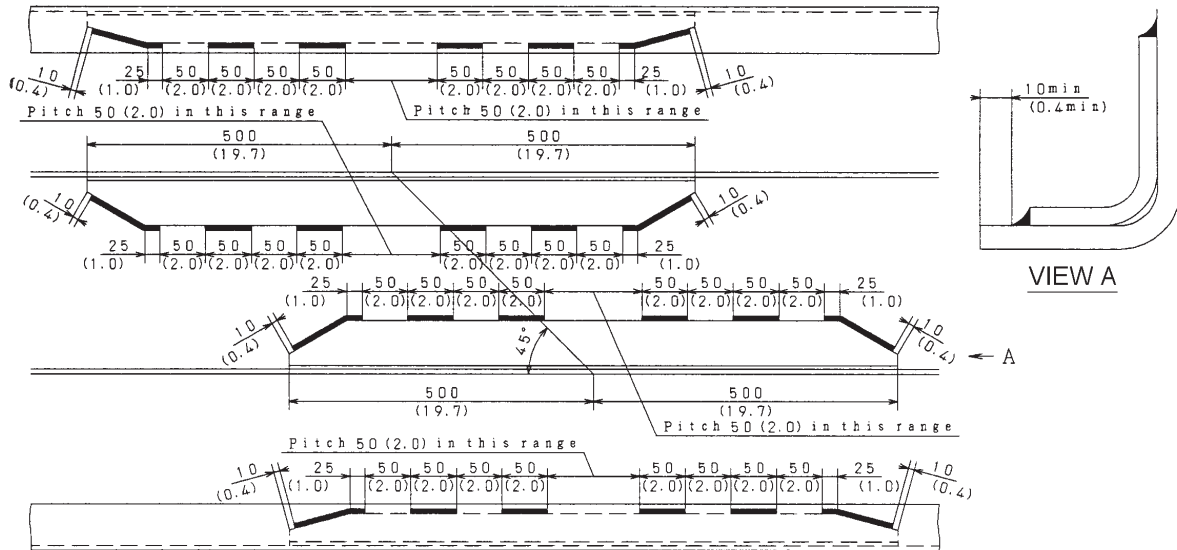 25 50 50 50 50 50 50 50 50 25
10 (1.0) (2.0) (2.0) (2.0) (2.0) (2.0) (2.0) (2.0) (2.0) (1.0) 10
(0.4) (0.4)
Pitch 50 (2.0) in this range Pitch 50 (2.0) in this range
10min
(0.4min)
500 500
(19.7) (19.7)
10 10
(0.4) (0.4)
25 50 50 50 50 50 50 50 50 25
(1.0) (2.0) (2.0) (2.0) (2.0) (2.0) (2.0) (2.0) (2.0) (1.0)
VIEW A
25 50 50 50 50 50 50 50 50 25
(1.0) (2.0) (2.0) (2.0) (2.0) (2.0) (2.0) (2.0) (2.0) (1.0)
10 10
(0.4) (0.4)
45°
A
500 500
(19.7) (19.7)
Pitch 50 (2.0) in this range
Pitch 50 (2.0) in this range
10 25 50 50 50 50 50 50 50 50 25 10
(0.4) (1.0) (2.0) (2.0) (2.0) (2.0) (2.0) (2.0) (2.0) (2.0) (1.0) (0.4)